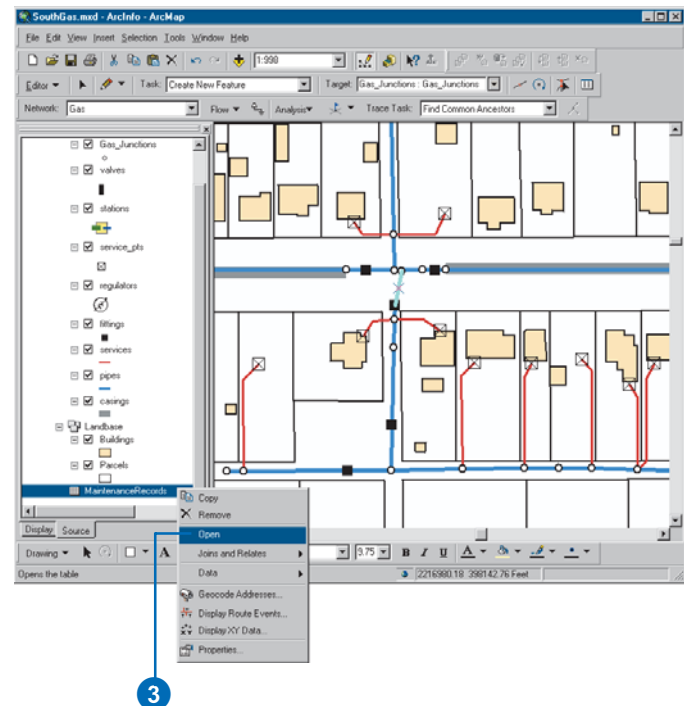 SouthGas.mxd - ArcInfo - ArcMap
File Edit View Insert Selection Tools Window Help
1:998
Editor Task: Create New Feature Target: Gas_Junctions : Gas_Junctions
Network: Gas Flow Analysis Trace Task: Find Common Ancestors
Gas_Junctions
valves
stations
service_pts
regulators
fittings
services
pipes
casings
Landbase
Buildings
Parcels
MaintenanceRecords
Display Source
Copy
Remove
Open
Joins and Relates
Data
Geocode Addresses...
Display Route Events...
Display XY Data...
Properties...
Drawing A 9.75 B I U A
Opens the table 2216980.18 398142.76 Feet
3